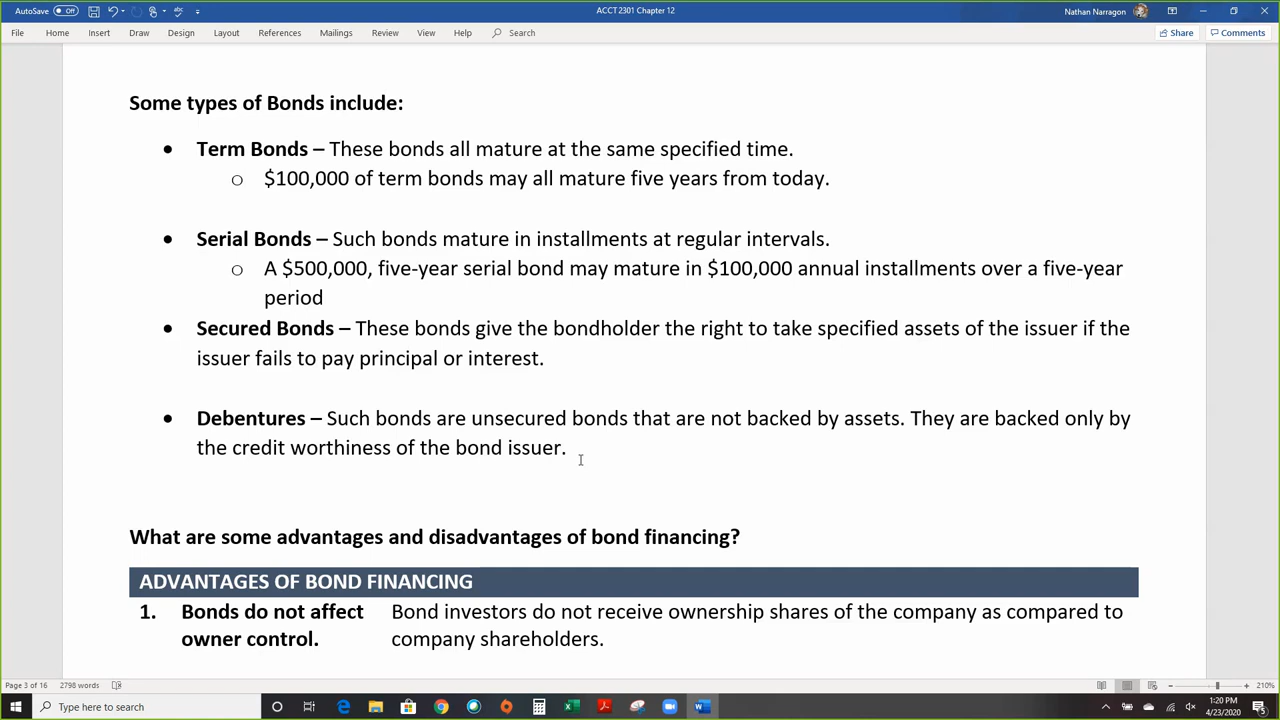 AutoSave Off
ACCT 2301 Chapter 12
Nathan Narragon
File Home Insert Draw Design Layout References Mailings Review View Help Search Share Comments
Some types of Bonds include:
• Term Bonds – These bonds all mature at the same specified time.
o $100,000 of term bonds may all mature five years from today.
• Serial Bonds – Such bonds mature in installments at regular intervals.
o A $500,000, five-year serial bond may mature in $100,000 annual installments over a five-year
period
• Secured Bonds – These bonds give the bondholder the right to take specified assets of the issuer if the
issuer fails to pay principal or interest.
• Debentures – Such bonds are unsecured bonds that are not backed by assets. They are backed only by
the credit worthiness of the bond issuer.
What are some advantages and disadvantages of bond financing?
ADVANTAGES OF BOND FINANCING
1. Bonds do not affect Bond investors do not receive ownership shares of the company as compared to
owner control. company shareholders.
Page 3 of 16 2798 words 210%
Type here to search
1:20 PM
4/23/2020